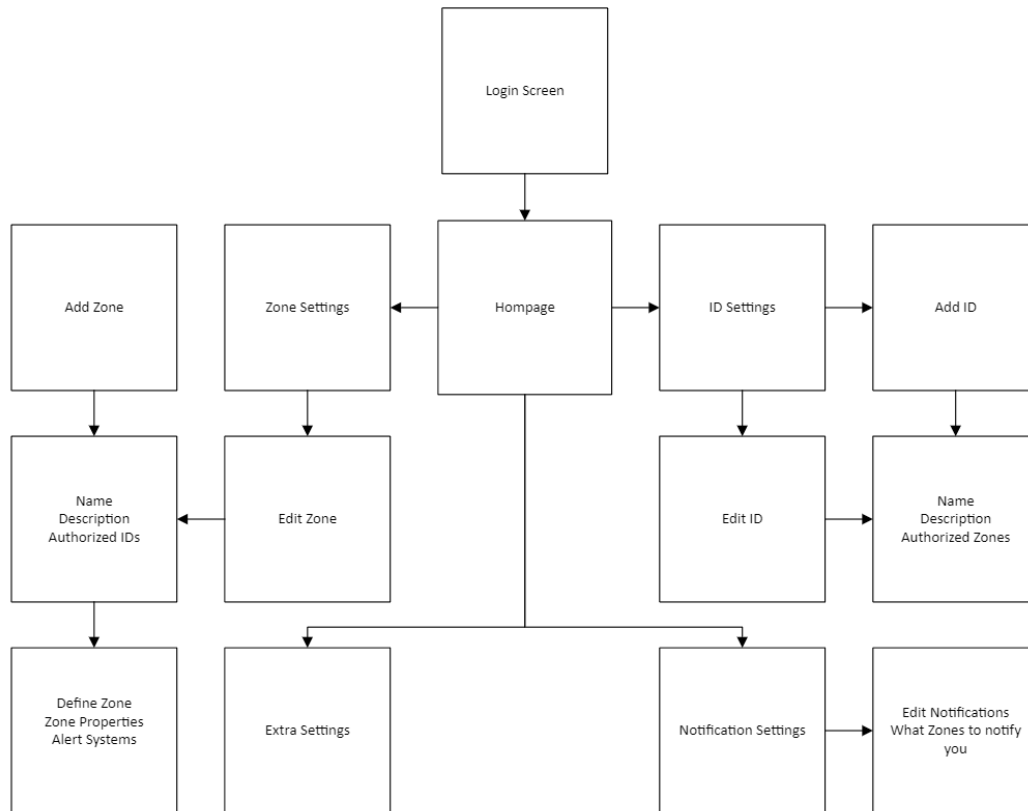 Login Screen
Add Zone
Zone Settings
Hompage
ID Settings
Add ID
Name
Description
Authorized IDs
Edit Zone
Edit ID
Name
Description
Authorized Zones
Define Zone
Zone Properties
Alert Systems
Extra Settings
Notification Settings
Edit Notifications
What Zones to notify
you